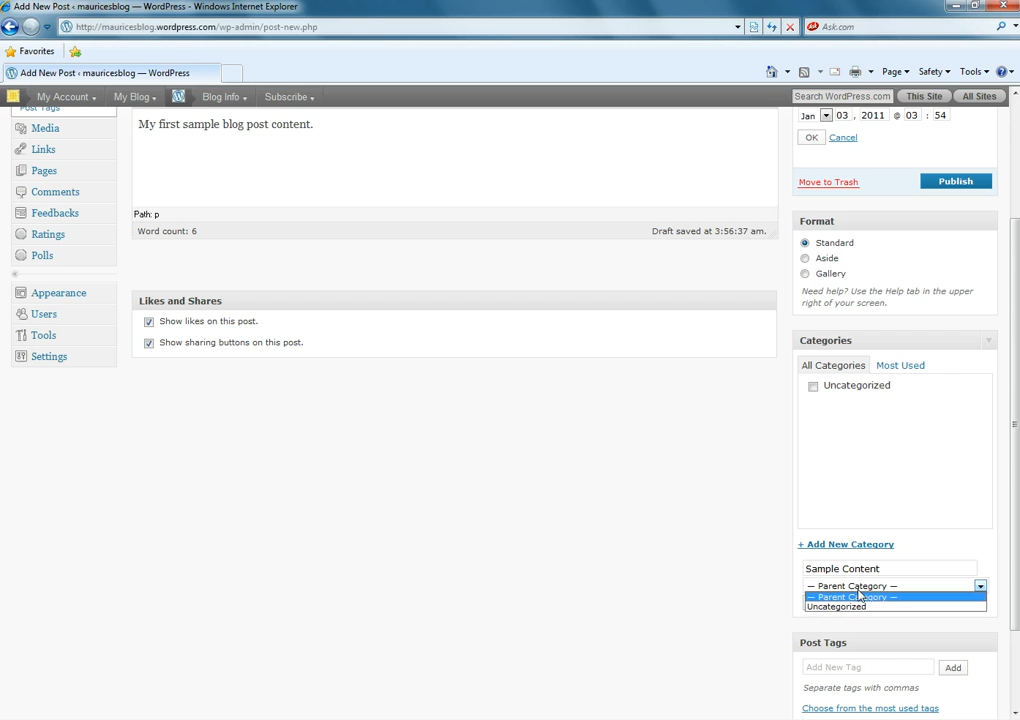 Add New Post ‹ mauricesblog — WordPress - Windows Internet Explorer
http://mauricesblog.wordpress.com/wp-admin/post-new.php
Ask.com
Favorites
Add New Post ‹ mauricesblog — WordPress
Page
Safety
Tools
My Account
My Blog
Blog Info
Subscribe
Search WordPress.com
This Site
All Sites
Post Tags
Media
Links
Pages
Comments
Feedbacks
Ratings
Polls
Appearance
Users
Tools
Settings
My first sample blog post content.
Path: p
Word count: 6
Draft saved at 3:56:37 am.
Likes and Shares
Show likes on this post.
Show sharing buttons on this post.
Jan 03 , 2011 @ 03 : 54
OK Cancel
Move to Trash
Publish
Format
Standard
Aside
Gallery
Need help? Use the Help tab in the upper
right of your screen.
Categories
All Categories
Most Used
Uncategorized
+ Add New Category
Sample Content
— Parent Category —
— Parent Category —
Uncategorized
Post Tags
Add New Tag
Add
Separate tags with commas
Choose from the most used tags